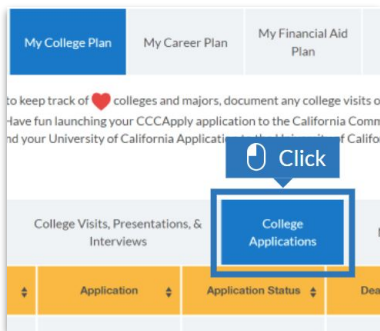 My College Plan
My Career Plan
My Financial Aid
Plan
to keep track of colleges and majors, document any college visits o
Have fun launching your CCCApply application to the California Comm
nd your University of California Application to the University of Califor
Click
College Visits, Presentations, &
Interviews
College
Applications
Application
Application Status
Dea